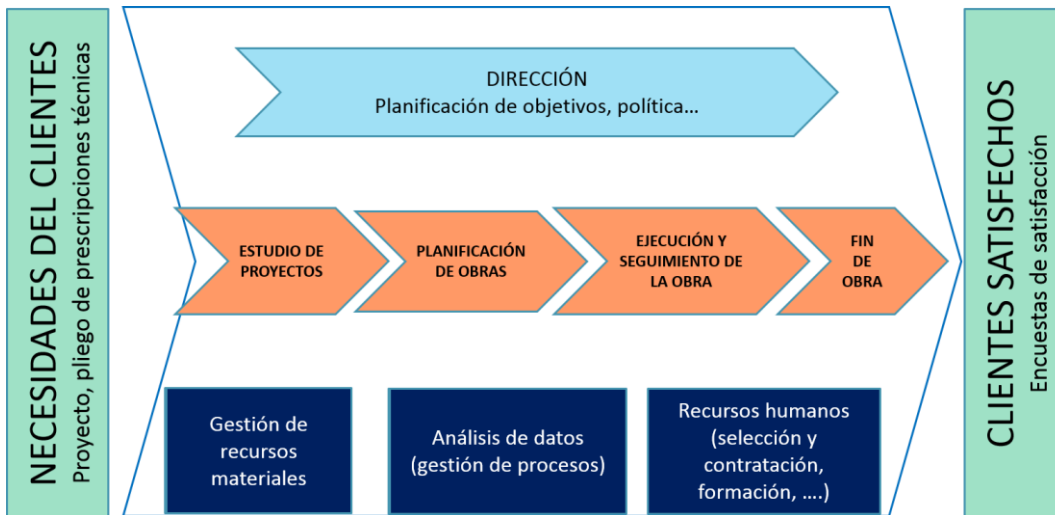 NECESIDADES DEL CLIENTES
Proyecto, pliego de prescripciones técnicas
DIRECCIÓN
Planificación de objetivos, política...
ESTUDIO DE
PROYECTOS
PLANIFICACIÓN
DE OBRAS
EJECUCIÓN Y
SEGUIMIENTO DE
LA OBRA
FIN
DE
OBRA
Gestión de
recursos
materiales
Análisis de datos
(gestión de procesos)
Recursos humanos
(selección y
contratación,
formación, ….)
CLIENTES SATISFECHOS
Encuestas de satisfacción